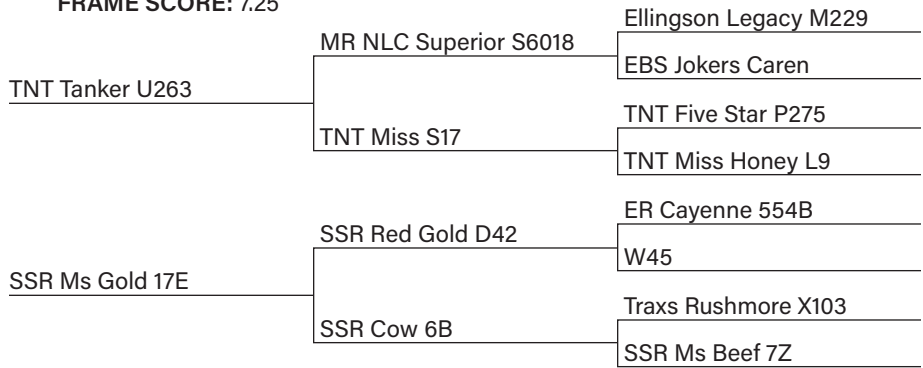 FRAME SCORE: 7.25
Ellingson Legacy M229
MR NLC Superior S6018
EBS Jokers Caren
TNT Tanker U263
TNT Five Star P275
TNT Miss S17
TNT Miss Honey L9
ER Cayenne 554B
SSR Red Gold D42
W45
SSR Ms Gold 17E
Traxs Rushmore X103
SSR Cow 6B
SSR Ms Beef 7Z